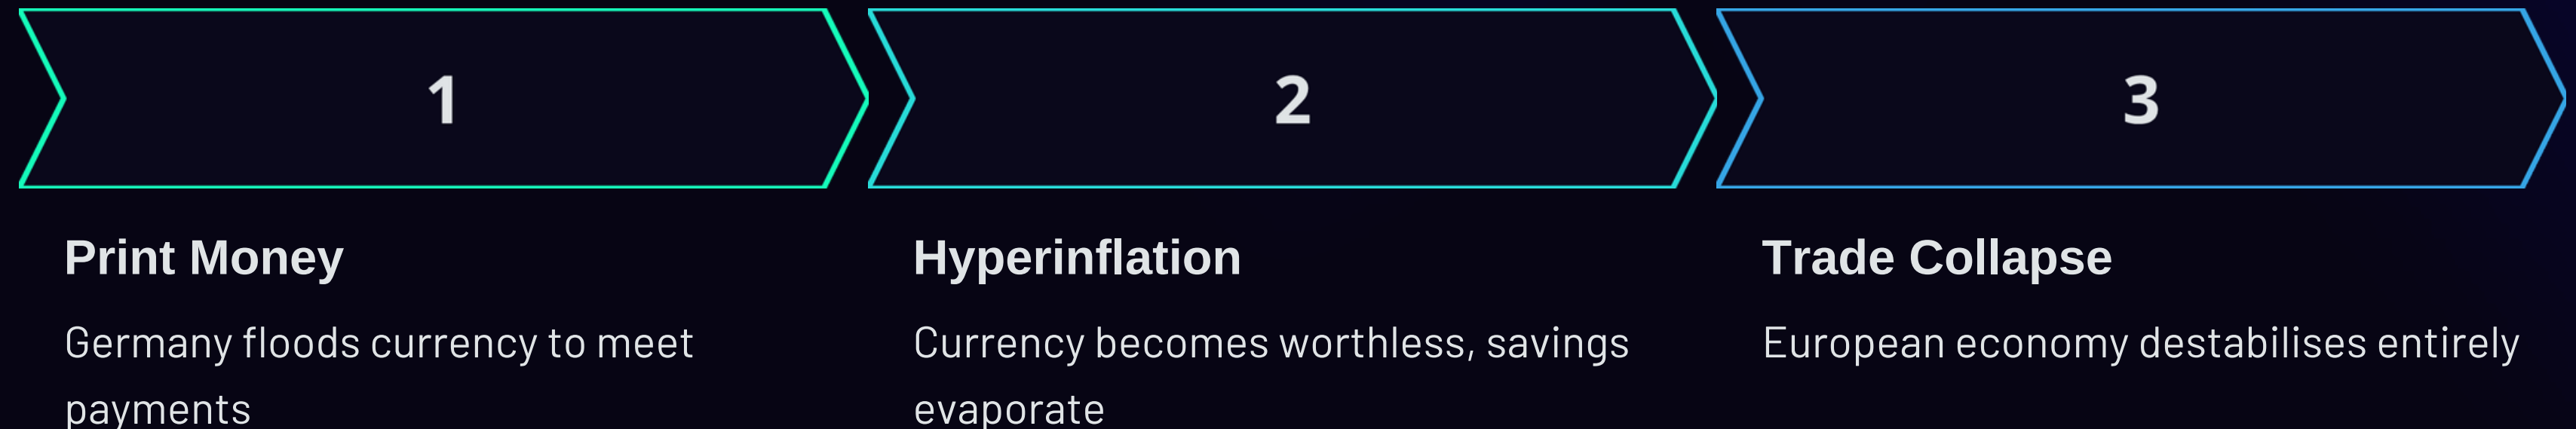 1
2
3
Print Money
Germany floods currency to meet
payments
Hyperinflation
Currency becomes worthless, savings
evaporate
Trade Collapse
European economy destabilises entirely